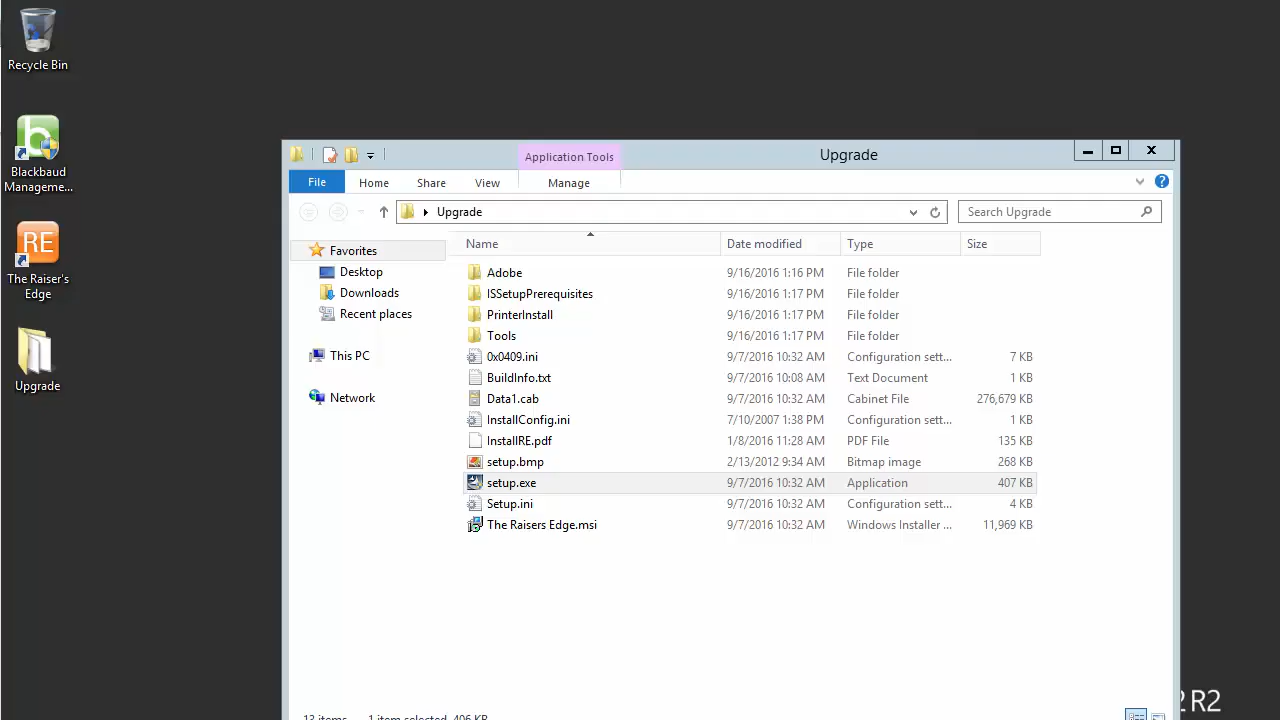 Recycle Bin
Blackbaud
Manageme...
RE
The Raiser's
Edge
Upgrade
Application Tools
Upgrade
File Home Share View Manage
Upgrade
Search Upgrade
Favorites
Desktop
Downloads
Recent places
This PC
Network
Name Date modified Type Size
Adobe 9/16/2016 1:16 PM File folder
ISSetupPrerequisites 9/16/2016 1:17 PM File folder
PrinterInstall 9/16/2016 1:17 PM File folder
Tools 9/16/2016 1:17 PM File folder
0x0409.ini 9/7/2016 10:32 AM Configuration sett... 7 KB
BuildInfo.txt 9/7/2016 10:08 AM Text Document 1 KB
Data1.cab 9/7/2016 10:32 AM Cabinet File 276,679 KB
InstallConfig.ini 7/10/2007 1:38 PM Configuration sett... 1 KB
InstallRE.pdf 1/8/2016 11:28 AM PDF File 135 KB
setup.bmp 2/13/2012 9:34 AM Bitmap image 268 KB
setup.exe 9/7/2016 10:32 AM Application 407 KB
Setup.ini 9/7/2016 10:32 AM Configuration sett... 4 KB
The Raisers Edge.msi 9/7/2016 10:32 AM Windows Installer ... 11,969 KB
13 items 1 item selected 406 KB
2 R2